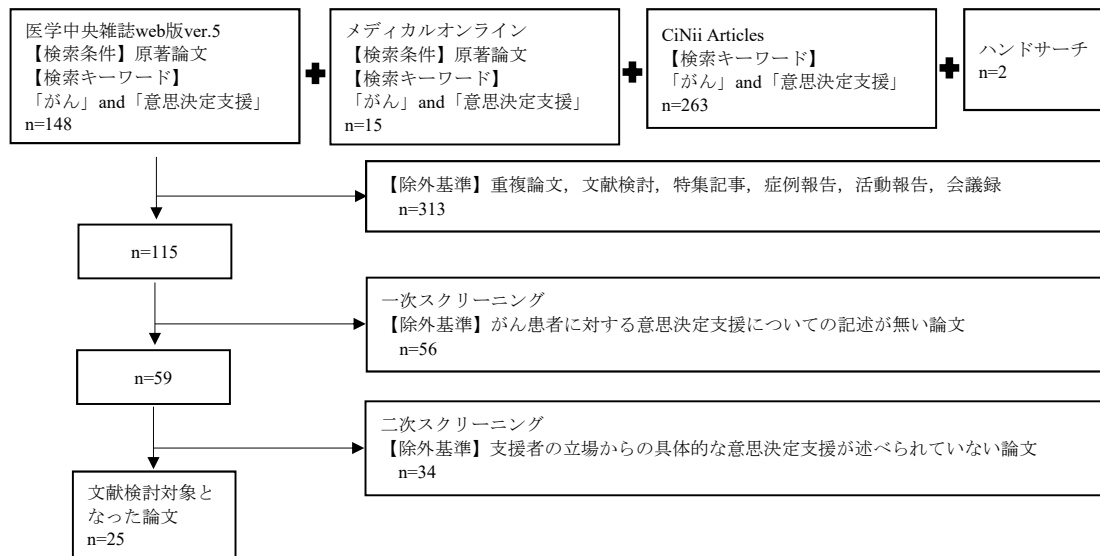 医学中央雑誌web版ver.5
【検索条件】原著論文
【検索キーワード】
「がん」and「意思決定支援」
n=148
メディカルオンライン
【検索条件】原著論文
【検索キーワード】
「がん」and「意思決定支援」
n=15
CiNii Articles
【検索キーワード】
「がん」and「意思決定支援」
n=263
ハンドサーチ
n=2
【除外基準】重複論文，文献検討，特集記事，症例報告，活動報告，会議録
n=313
n=115
一次スクリーニング
【除外基準】がん患者に対する意思決定支援についての記述が無い論文
n=56
n=59
二次スクリーニング
【除外基準】支援者の立場からの具体的な意思決定支援が述べられていない論文
n=34
文献検討対象と
なった論文
n=25